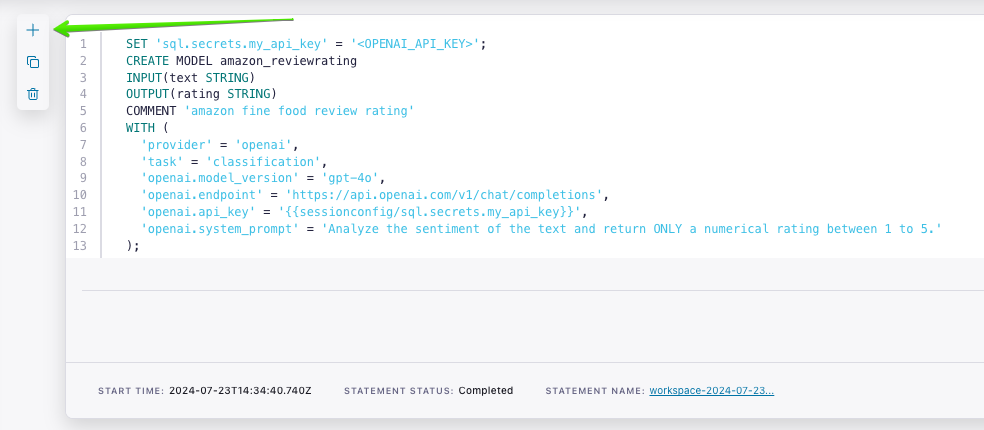 1 SET 'sql.secrets.my_api_key' = '<OPENAI_API_KEY>';
2 CREATE MODEL amazon_reviewrating
3 INPUT(text STRING)
4 OUTPUT(rating STRING)
5 COMMENT 'amazon fine food review rating'
6 WITH (
7 'provider' = 'openai',
8 'task' = 'classification',
9 'openai.model_version' = 'gpt-4o',
10 'openai.endpoint' = 'https://api.openai.com/v1/chat/completions',
11 'openai.api_key' = '{{sessionconfig/sql.secrets.my_api_key}}',
12 'openai.system_prompt' = 'Analyze the sentiment of the text and return ONLY a numerical rating between 1 to 5.'
13 );
START TIME: 2024-07-23T14:34:40.740Z STATEMENT STATUS: Completed STATEMENT NAME: workspace-2024-07-23...